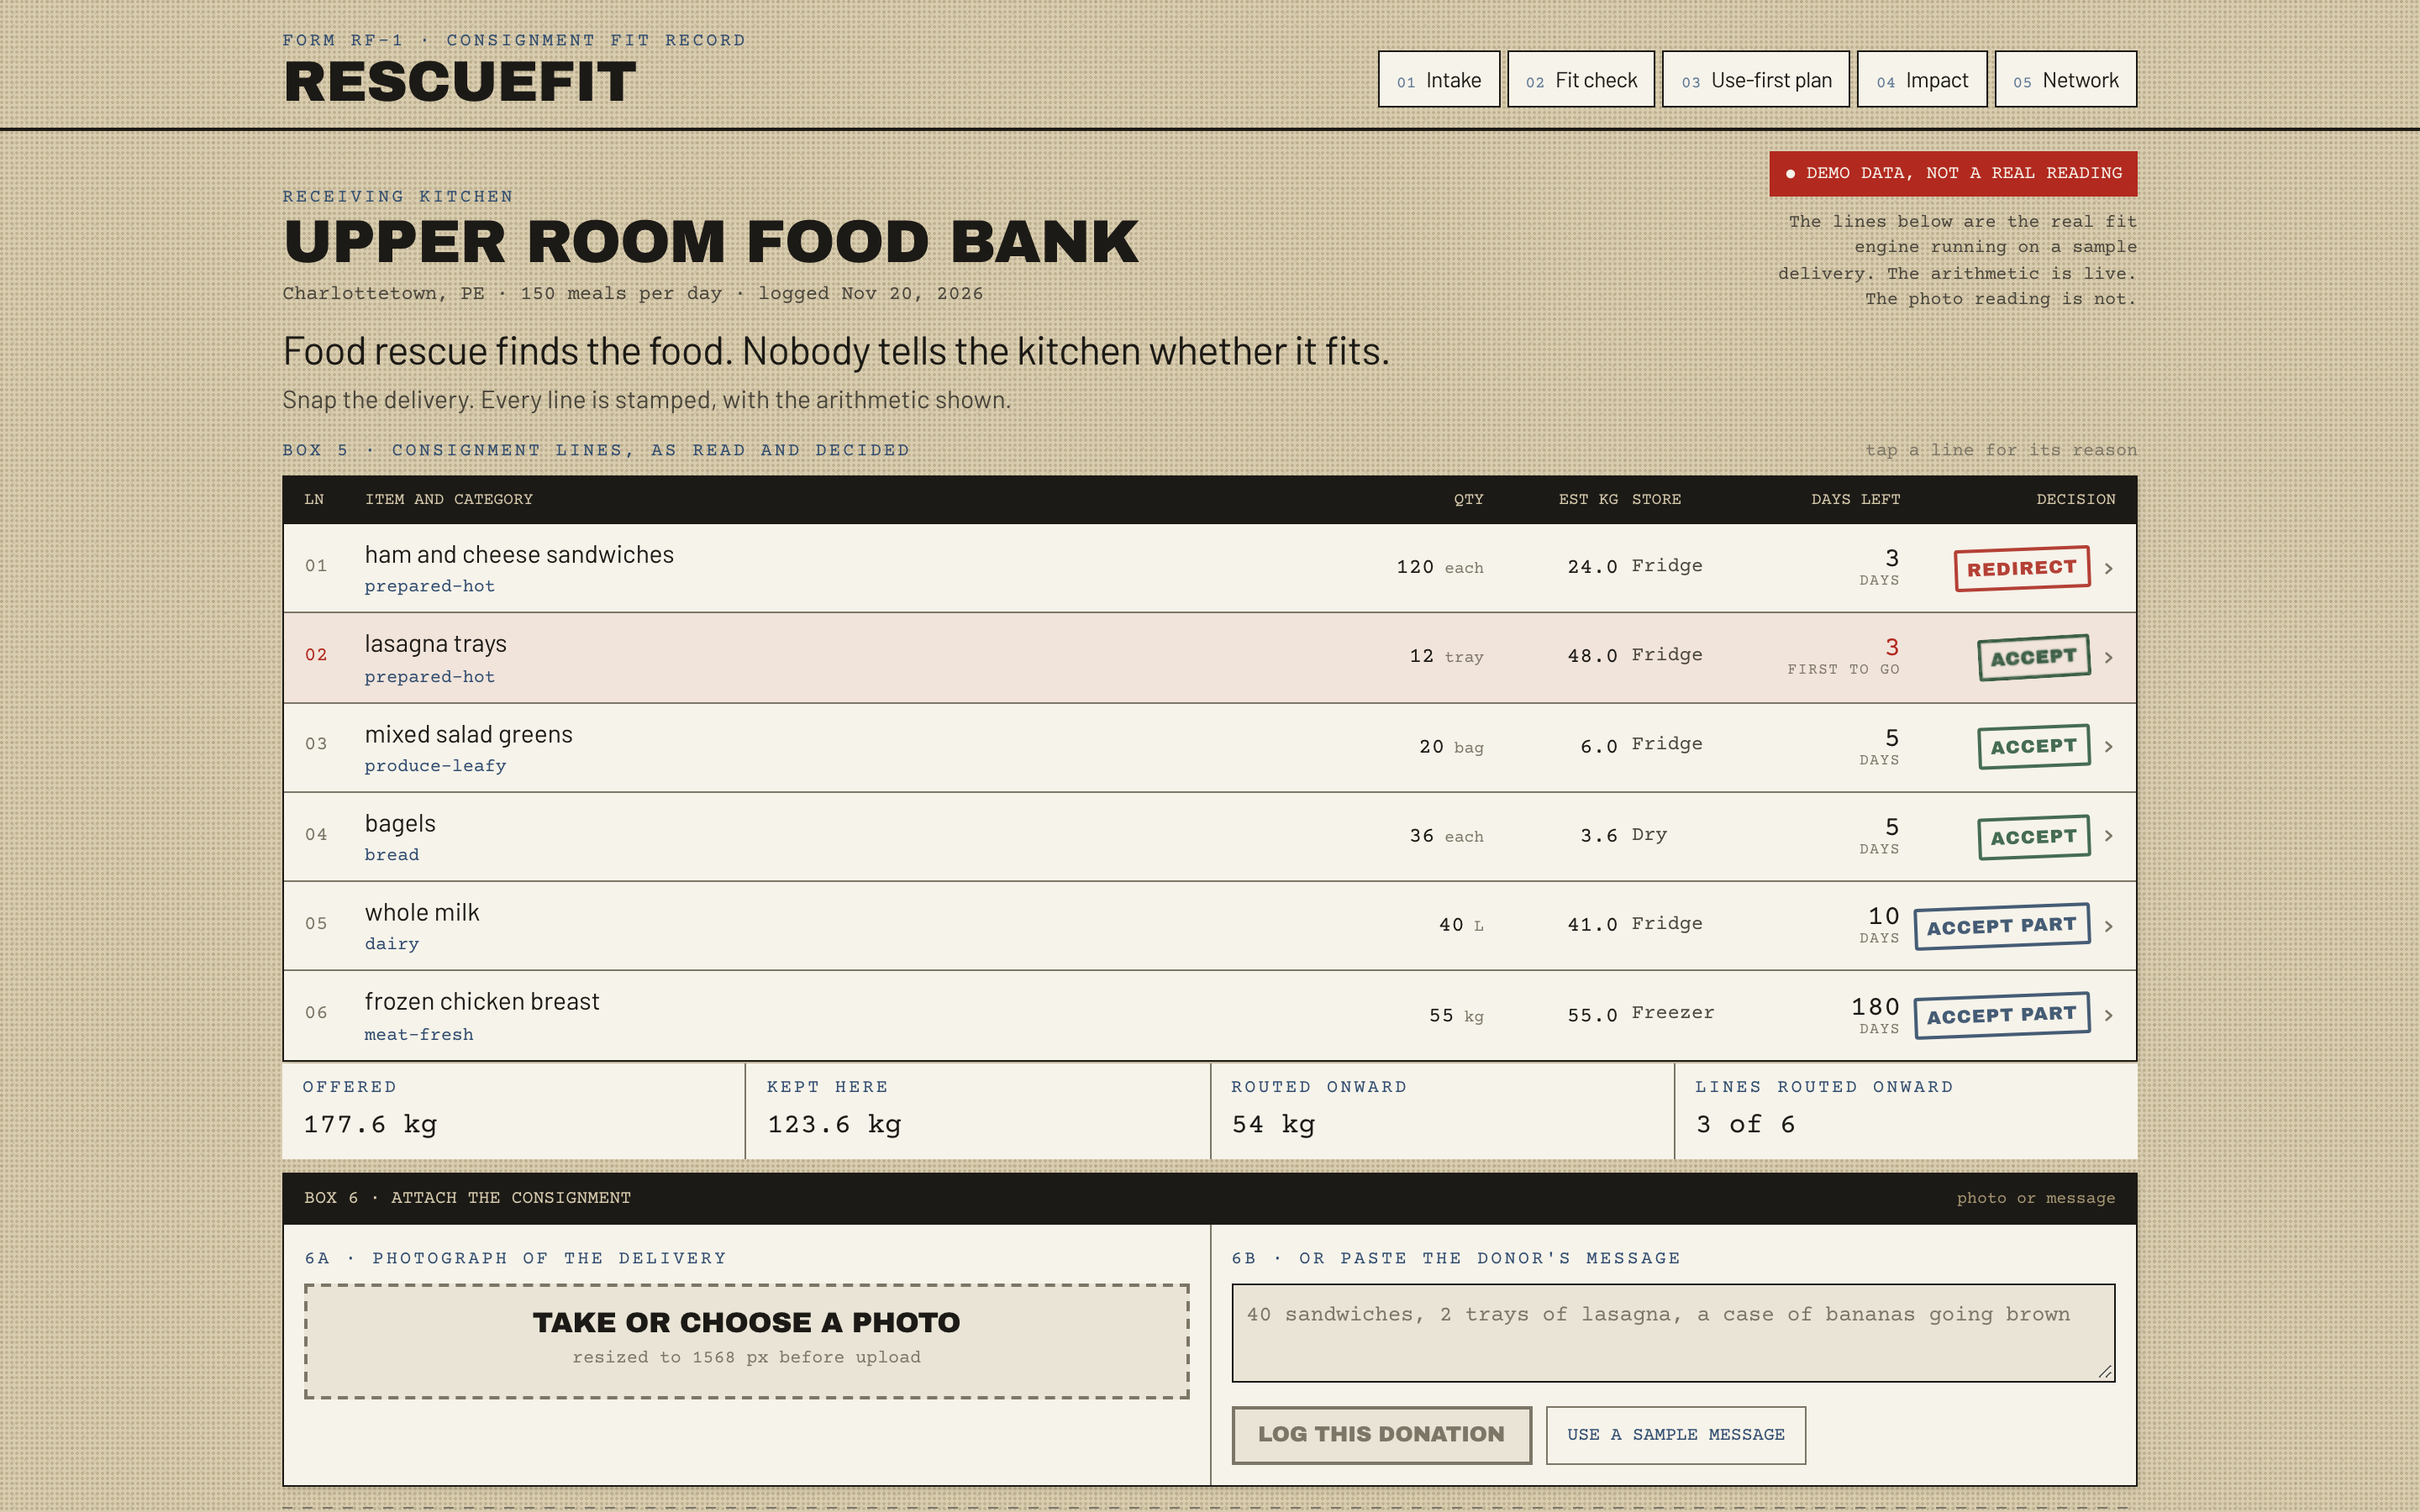 FORM RF-1 · CONSIGNMENT FIT RECORD
RESCUEFIT
01 Intake
02 Fit check
03 Use-first plan
04 Impact
05 Network
● DEMO DATA, NOT A REAL READING
The lines below are the real fit
engine running on a sample
delivery. The arithmetic is live.
The photo reading is not.
RECEIVING KITCHEN
UPPER ROOM FOOD BANK
Charlottetown, PE · 150 meals per day · logged Nov 20, 2026
Food rescue finds the food. Nobody tells the kitchen whether it fits.
Snap the delivery. Every line is stamped, with the arithmetic shown.
BOX 5 · CONSIGNMENT LINES, AS READ AND DECIDED
tap a line for its reason
LN ITEM AND CATEGORY QTY EST KG STORE DAYS LEFT DECISION
01 ham and cheese sandwiches 120 each 24.0 Fridge 3 REDIRECT >
prepared-hot DAYS
02 lasagna trays 12 tray 48.0 Fridge 3 ACCEPT >
prepared-hot FIRST TO GO
03 mixed salad greens 20 bag 6.0 Fridge 5 ACCEPT >
produce-leafy DAYS
04 bagels 36 each 3.6 Dry 5 ACCEPT >
bread DAYS
05 whole milk 40 L 41.0 Fridge 10 ACCEPT PART >
dairy DAYS
06 frozen chicken breast 55 kg 55.0 Freezer 180 ACCEPT PART >
meat-fresh DAYS
OFFERED
177.6 kg
KEPT HERE
123.6 kg
ROUTED ONWARD
54 kg
LINES ROUTED ONWARD
3 of 6
BOX 6 · ATTACH THE CONSIGNMENT
photo or message
6A · PHOTOGRAPH OF THE DELIVERY
TAKE OR CHOOSE A PHOTO
resized to 1568 px before upload
6B · OR PASTE THE DONOR'S MESSAGE
40 sandwiches, 2 trays of lasagna, a case of bananas going brown
LOG THIS DONATION
USE A SAMPLE MESSAGE